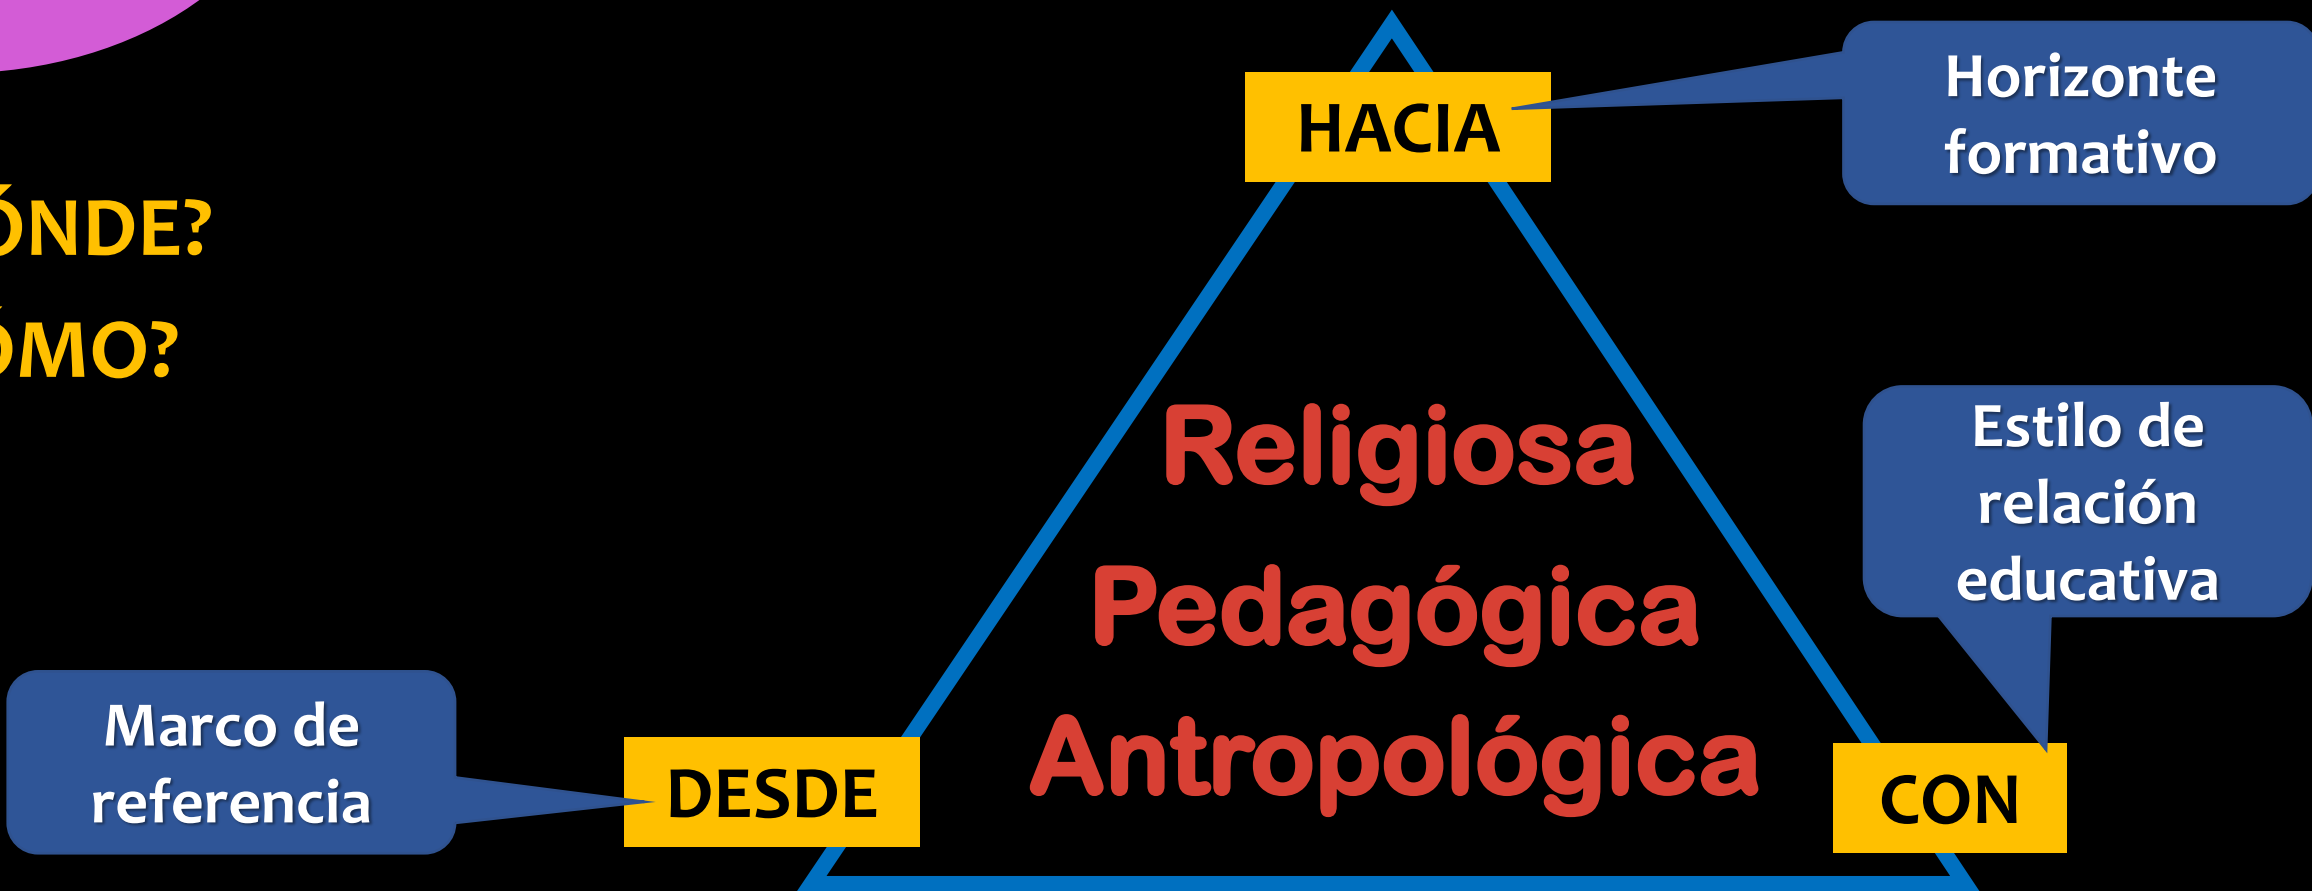 ÓNDE?
ÓMO?
HACIA
Horizonte
formativo
Religiosa
Pedagógica
Antropológica
Estilo de
relación
educativa
Marco de
referencia
DESDE
CON